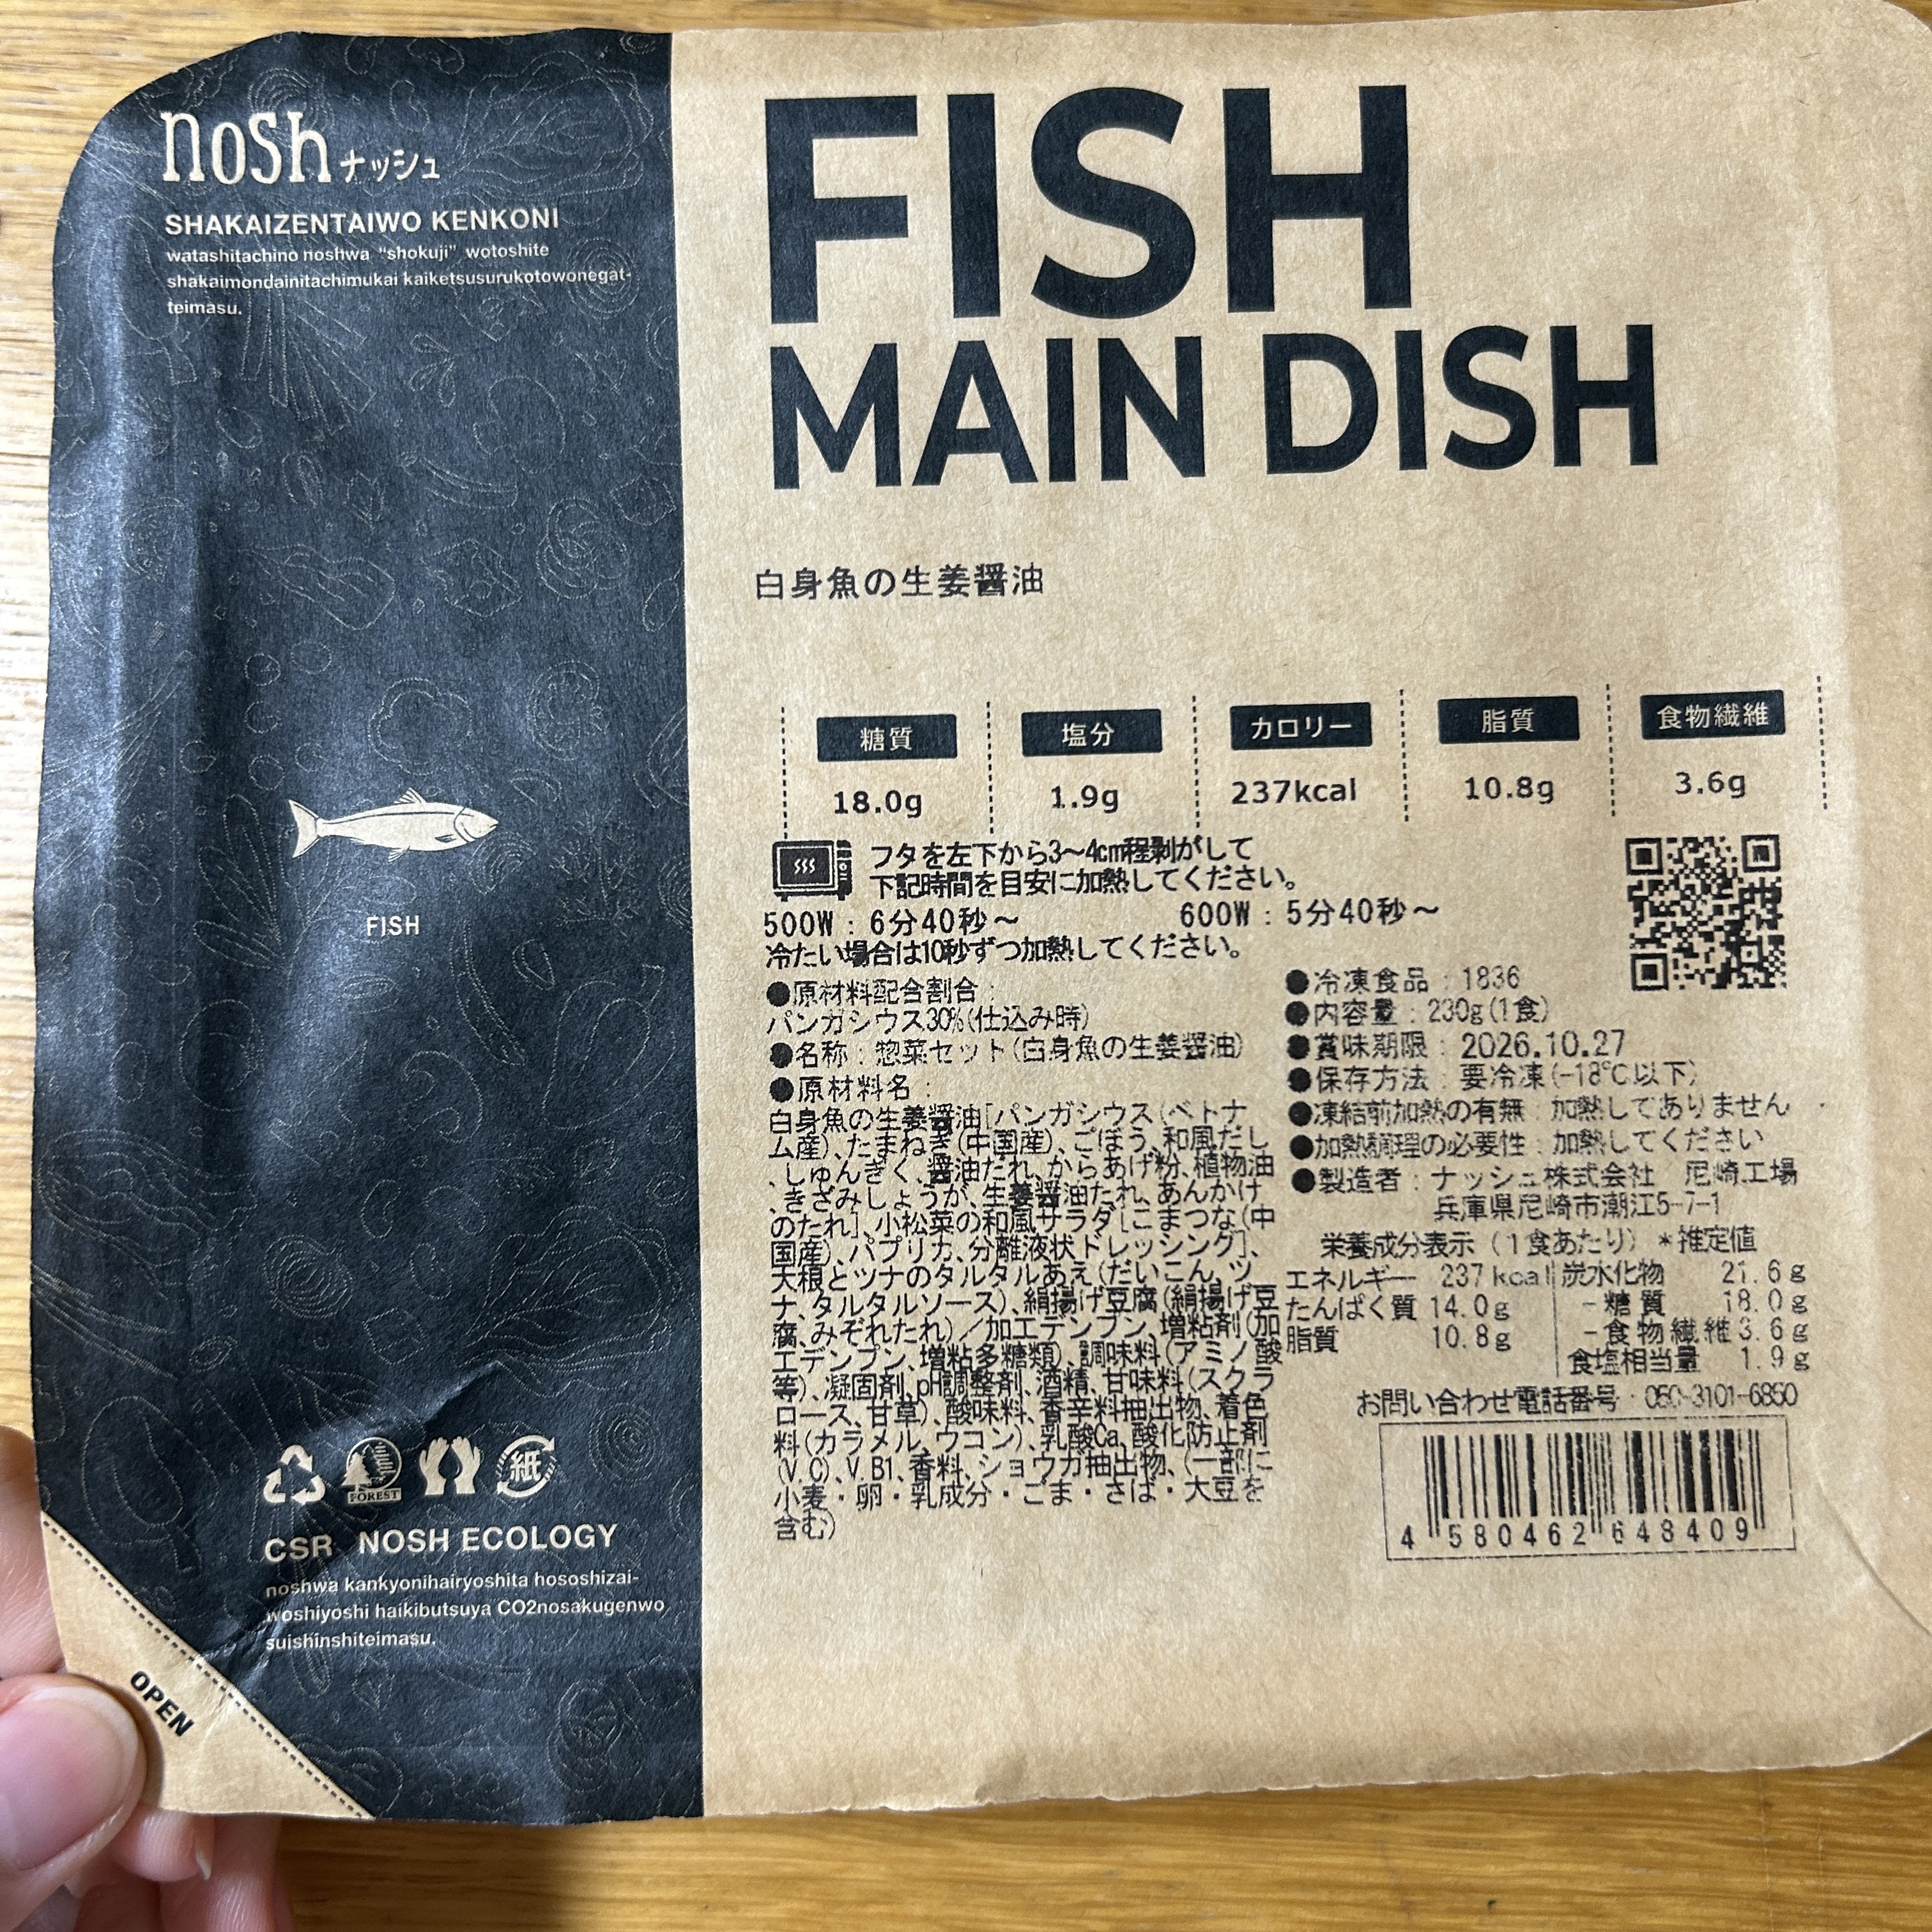 nosh ナッシュ
SHAKAIZENTAIWO KENKONI
watashitachino noshwa “shokuji” wotoshite
shakaimondainitachimukai kaiketsusurukotowonegat-
teimasu.
FISH
CSR NOSH ECOLOGY
noshwa kankyonihairyoshita hososhizai-
woshiyoshi haikibutsuya CO2nosakugenwo
suishinshiteimasu.
FOREST
紙
OPEN
FISH
MAIN DISH
白身魚の生姜醤油
糖質 塩分 カロリー 脂質 食物繊維
18.0g 1.9g 237kcal 10.8g 3.6g
フタを左下から3〜4cm程剥がして
下記時間を目安に加熱してください。
500W：6分40秒〜 600W：5分40秒〜
冷たい場合は10秒ずつ加熱してください。
●原材料配合割合：
パンガシウス30%(仕込み時)
●名称：惣菜セット(白身魚の生姜醤油)
●原材料名：
白身魚の生姜醤油[パンガシウス(ベトナ
ム産)、たまねぎ(中国産)、ごぼう、和風だし
、しゅんぎく、醤油だれ、からあげ粉、植物油
、きざみしょうが、生姜醤油たれ、あんかけ
のたれ]、小松菜の和風サラダ[こまつな(中
国産)、パプリカ、分離液状ドレッシング]、
大根とツナのタルタルあえ(だいこん、ツ
ナ、タルタルソース)、絹揚げ豆腐(絹揚げ豆
腐、みぞれたれ)／加工デンプン、増粘剤(加
工デンプン、増粘多糖類)、調味料(アミノ酸
等)、凝固剤、pH調整剤、酒精、甘味料(スクラ
ロース、甘草)、酸味料、香辛料抽出物、着色
料(カラメル、ウコン)、乳酸Ca、酸化防止剤
(V.C)、V.B1、香料、ショウガ抽出物、(一部に
小麦・卵・乳成分・ごま・さば・大豆を
含む)
●冷凍食品：1836
●内容量：230g(1食)
●賞味期限：2026.10.27
●保存方法：要冷凍(-18℃以下)
●凍結前加熱の有無：加熱してありません
●加熱調理の必要性：加熱してください
●製造者：ナッシュ株式会社 尼崎工場
兵庫県尼崎市潮江5-7-1
栄養成分表示（1食あたり）＊推定値
エネルギー 237kcal 炭水化物 21.6g
たんぱく質 14.0g -糖質 18.0g
脂質 10.8g -食物繊維 3.6g
食塩相当量 1.9g
お問い合わせ電話番号：050-3101-6850
4 580462 648409